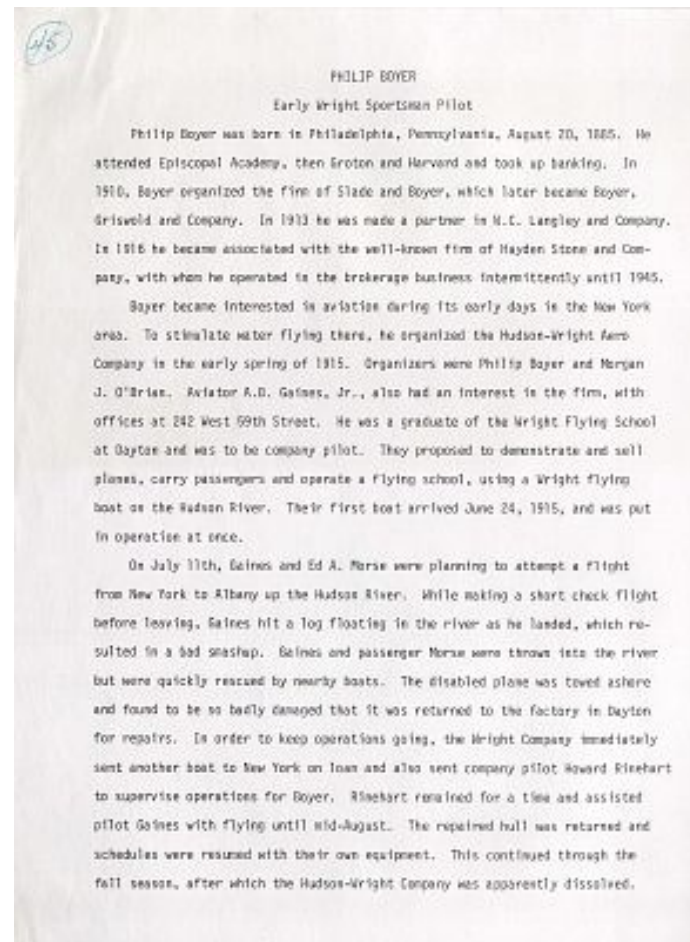 45
PHILIP BOYER
Early Wright Sportsman Pilot
Philip Boyer was born in Philadelphia, Pennsylvania, August 20, 1885. He
attended Episcopal Academy, then Groton and Harvard and took up banking. In
1910, Boyer organized the firm of Slade and Boyer, which later became Boyer,
Griswold and Company. In 1913 he was made a partner in W.C. Langley and Company.
In 1916 he became associated with the well-known firm of Hayden Stone and Com-
pany, with whom he operated in the brokerage business intermittently until 1945.
Boyer became interested in aviation during its early days in the New York
area. To stimulate water flying there, he organized the Hudson-Wright Aero
Company in the early spring of 1915. Organizers were Philip Boyer and Morgan
J. O'Brian. Aviator A.D. Gaines, Jr., also had an interest in the firm, with
offices at 242 West 59th Street. He was a graduate of the Wright Flying School
at Dayton and was to be company pilot. They proposed to demonstrate and sell
planes, carry passengers and operate a flying school, using a Wright flying
boat on the Hudson River. Their first boat arrived June 24, 1915, and was put
in operation at once.
On July 11th, Gaines and Ed A. Morse were planning to attempt a flight
from New York to Albany up the Hudson River. While making a short check flight
before leaving, Gaines hit a log floating in the river as he landed, which re-
sulted in a bad smashup. Gaines and passenger Morse were thrown into the river
but were quickly rescued by nearby boats. The disabled plane was towed ashore
and found to be so badly damaged that it was returned to the factory in Dayton
for repairs. In order to keep operations going, the Wright Company immediately
sent another boat to New York on loan and also sent company pilot Howard Rinehart
to supervise operations for Boyer. Rinehart remained for a time and assisted
pilot Gaines with flying until mid-August. The repaired hull was returned and
schedules were resumed with their own equipment. This continued through the
fall season, after which the Hudson-Wright Company was apparently dissolved.